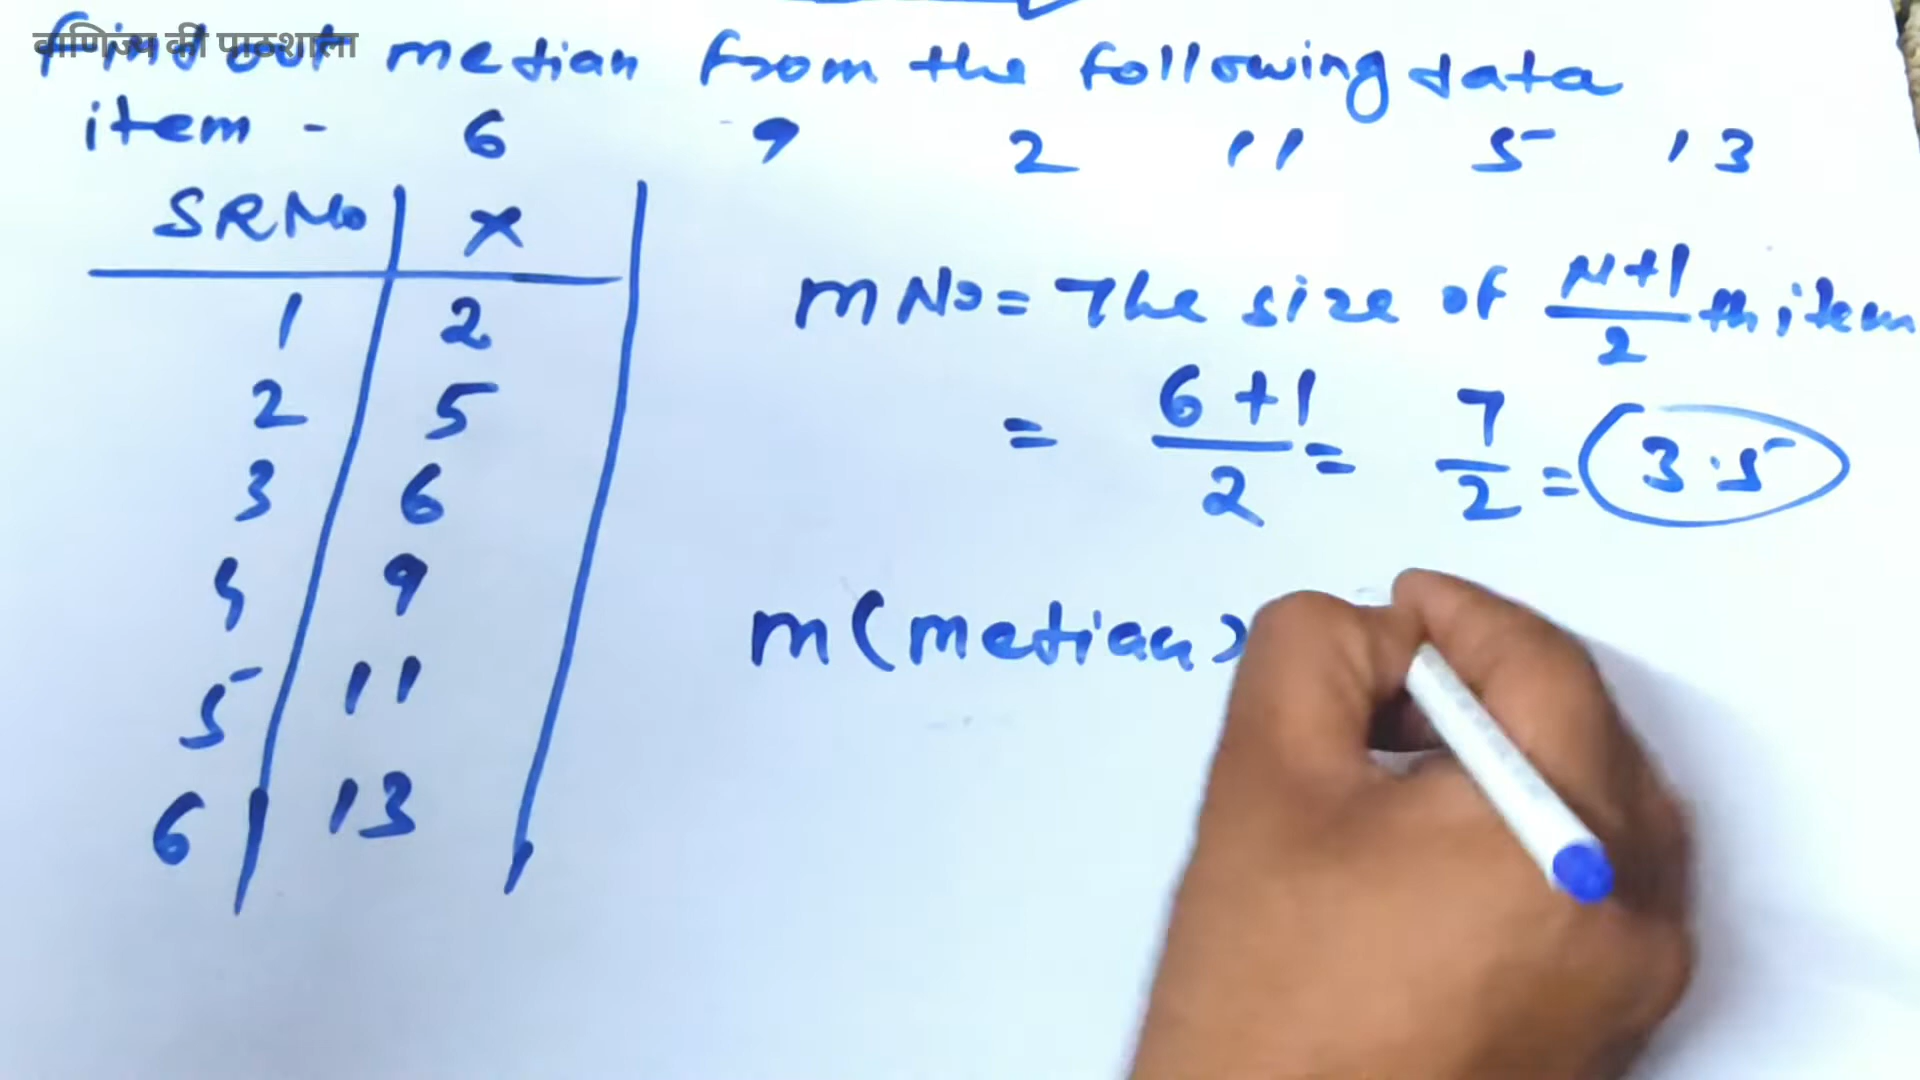 वाणिज्य की पाठशाला
find out median from the following data
item - 6 9 2 11 5 13
SRNo X
1 2
2 5
3 6
4 9
5 11
6 13
m No = The size of N+1/2 th item
= 6+1/2 = 7/2 = 3.5
m (median)